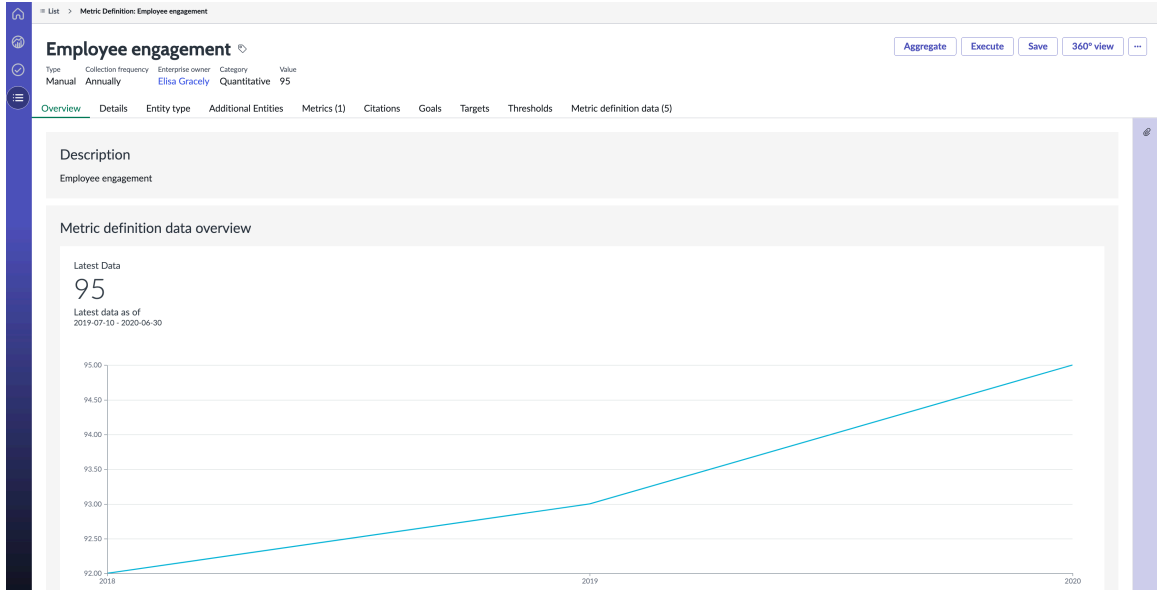 List > Metric Definition: Employee engagement
Employee engagement
Aggregate Execute Save 360° view ...
Type Collection frequency Enterprise owner Category Value
Manual Annually Elisa Gracely Quantitative 95
Overview Details Entity type Additional Entities Metrics (1) Citations Goals Targets Thresholds Metric definition data (5)
Description
Employee engagement
Metric definition data overview
Latest Data
95
Latest data as of
2019-07-10 - 2020-06-30
95.00
94.50
94.00
93.50
93.00
92.50
92.00
2018 2019 2020